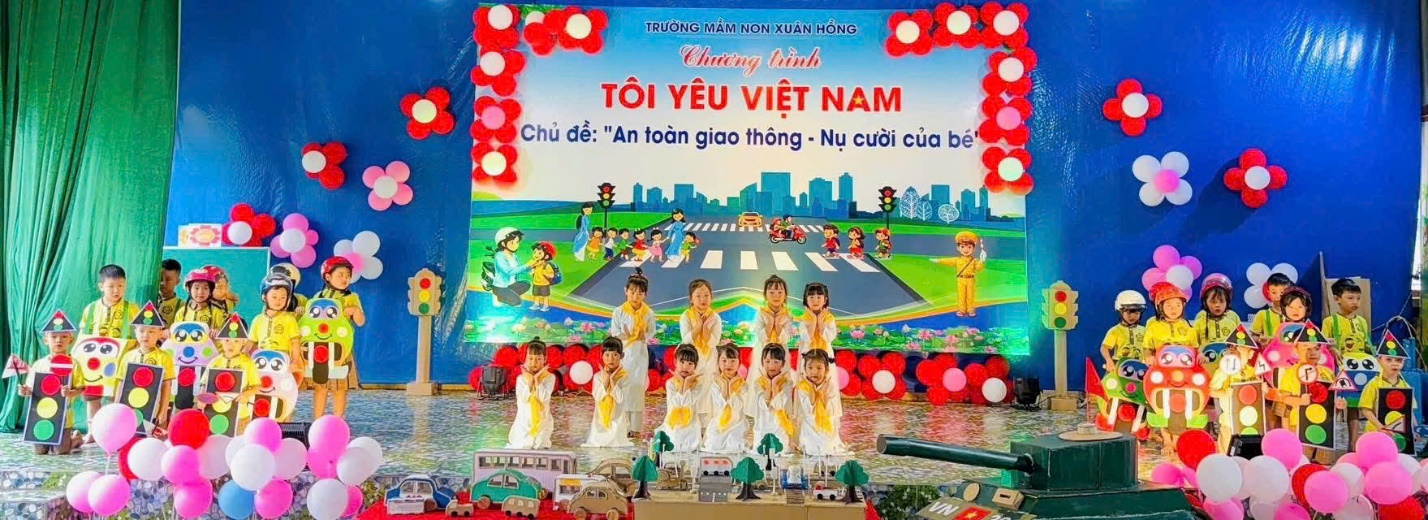 TRƯỜNG MẦM NON XUÂN HỒNG
Chương trình
TÔI YÊU VIỆT NAM
Chủ đề: "An toàn giao thông - Nụ cười của bé"
VN